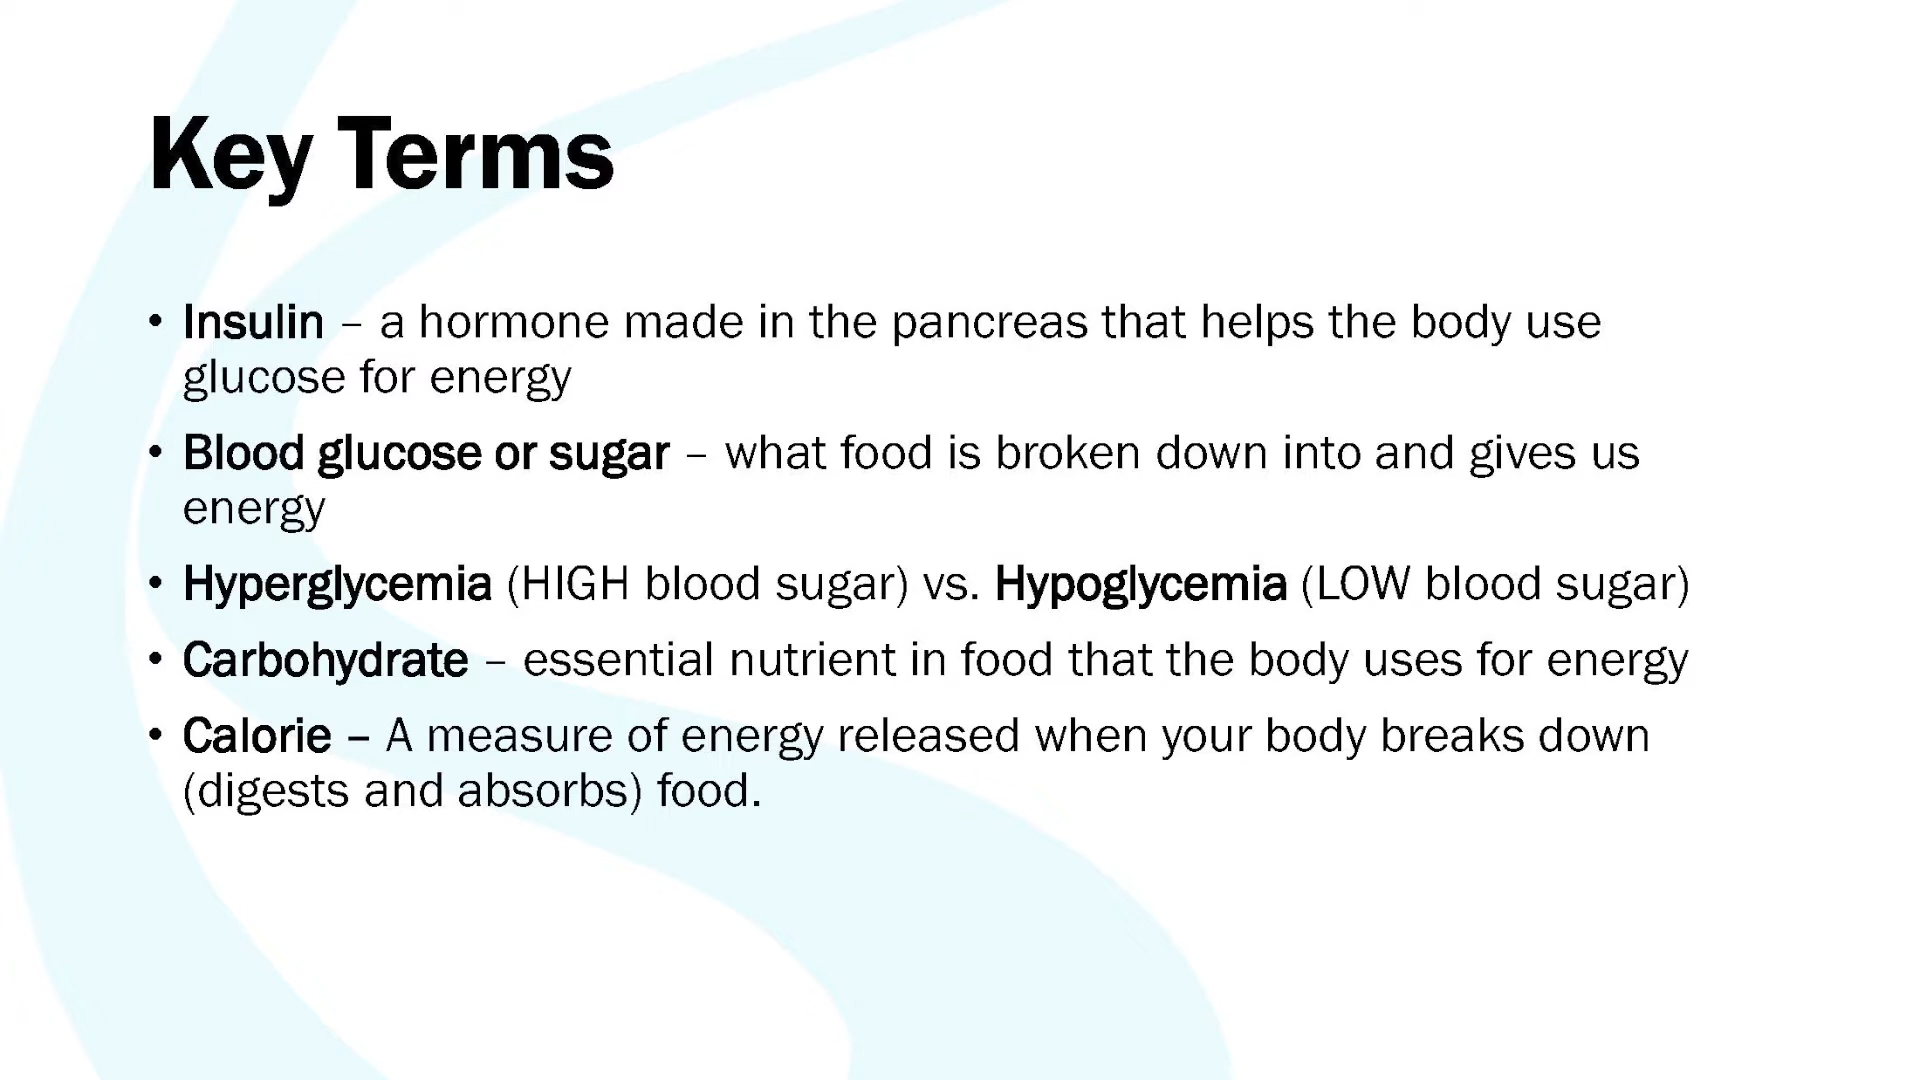 Key Terms
• Insulin – a hormone made in the pancreas that helps the body use
glucose for energy
• Blood glucose or sugar – what food is broken down into and gives us
energy
• Hyperglycemia (HIGH blood sugar) vs. Hypoglycemia (LOW blood sugar)
• Carbohydrate – essential nutrient in food that the body uses for energy
• Calorie – A measure of energy released when your body breaks down
(digests and absorbs) food.